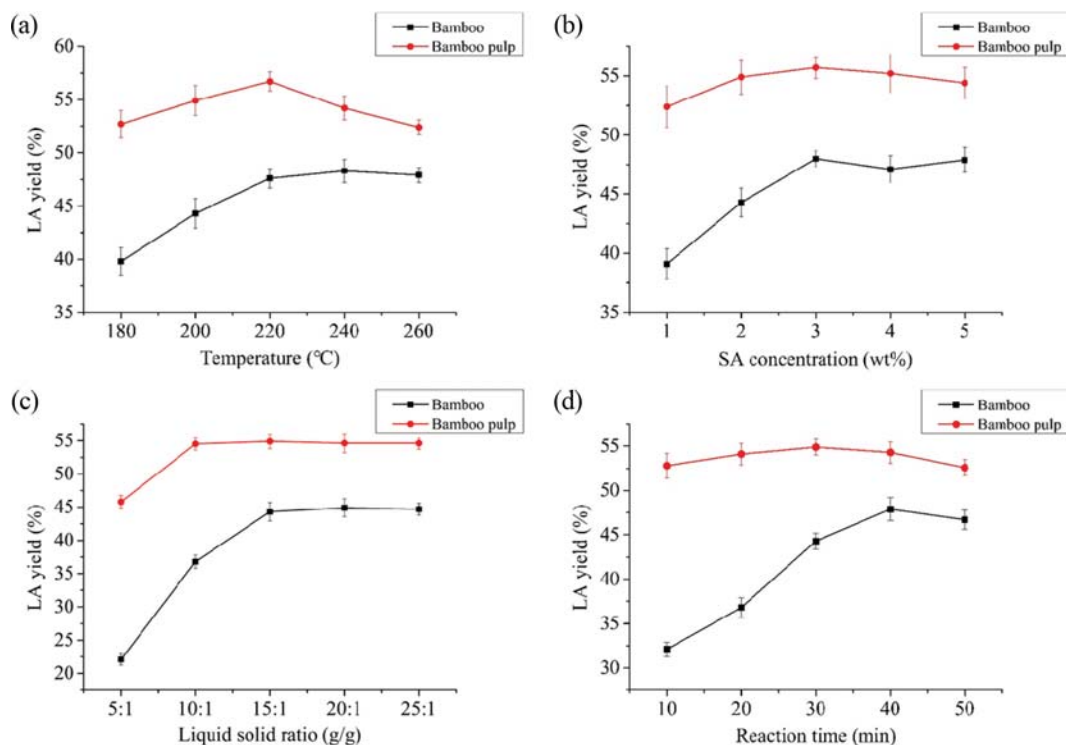 (a)
Bamboo
Bamboo pulp
60
55
50
45
40
35
LA yield (%)
180 200 220 240 260
Temperature (℃)
(b)
Bamboo
Bamboo pulp
55
50
45
40
35
LA yield (%)
1 2 3 4 5
SA concentration (wt%)
(c)
Bamboo
Bamboo pulp
55
50
45
40
35
30
25
20
LA yield (%)
5:1 10:1 15:1 20:1 25:1
Liquid solid ratio (g/g)
(d)
Bamboo
Bamboo pulp
55
50
45
40
35
30
LA yield (%)
10 20 30 40 50
Reaction time (min)